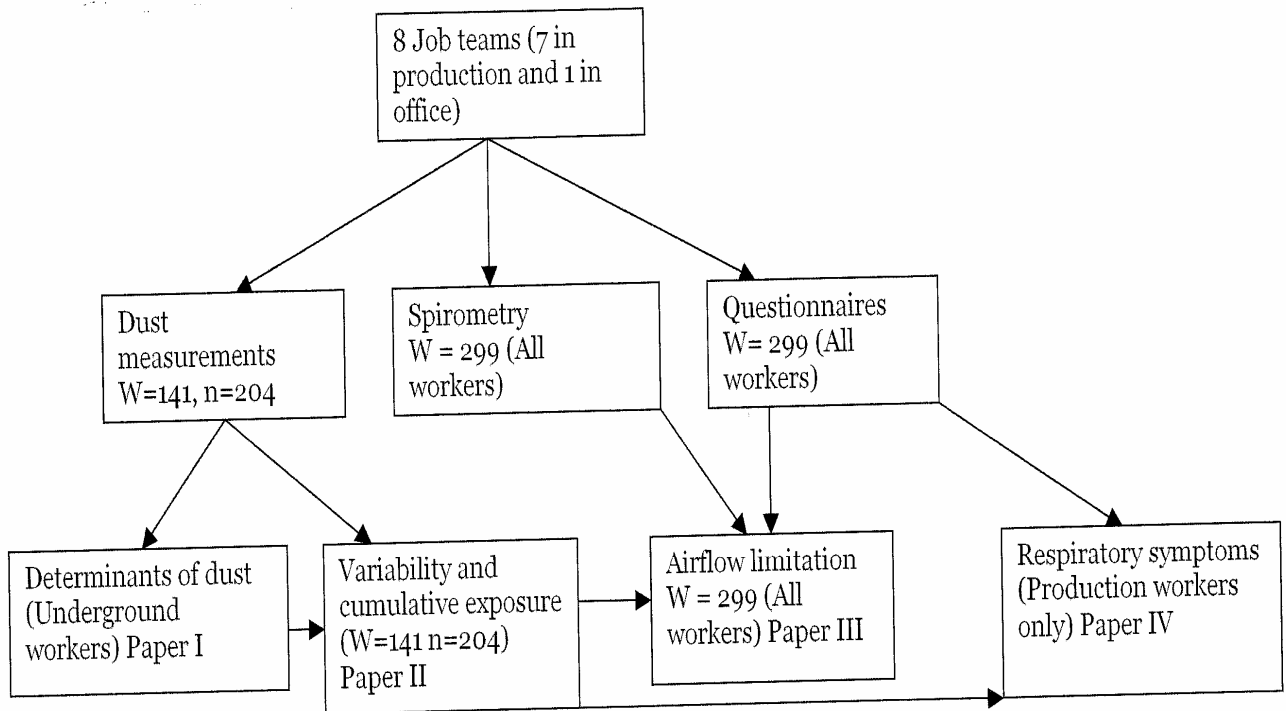 8 Job teams (7 in
production and 1 in
office)
Dust
measurements
W=141, n=204
Spirometry
W = 299 (All
workers)
Questionnaires
W= 299 (All
workers)
Determinants of dust
(Underground
workers) Paper I
Variability and
cumulative exposure
(W=141 n=204)
Paper II
Airflow limitation
W = 299 (All
workers) Paper III
Respiratory symptoms
(Production workers
only) Paper IV